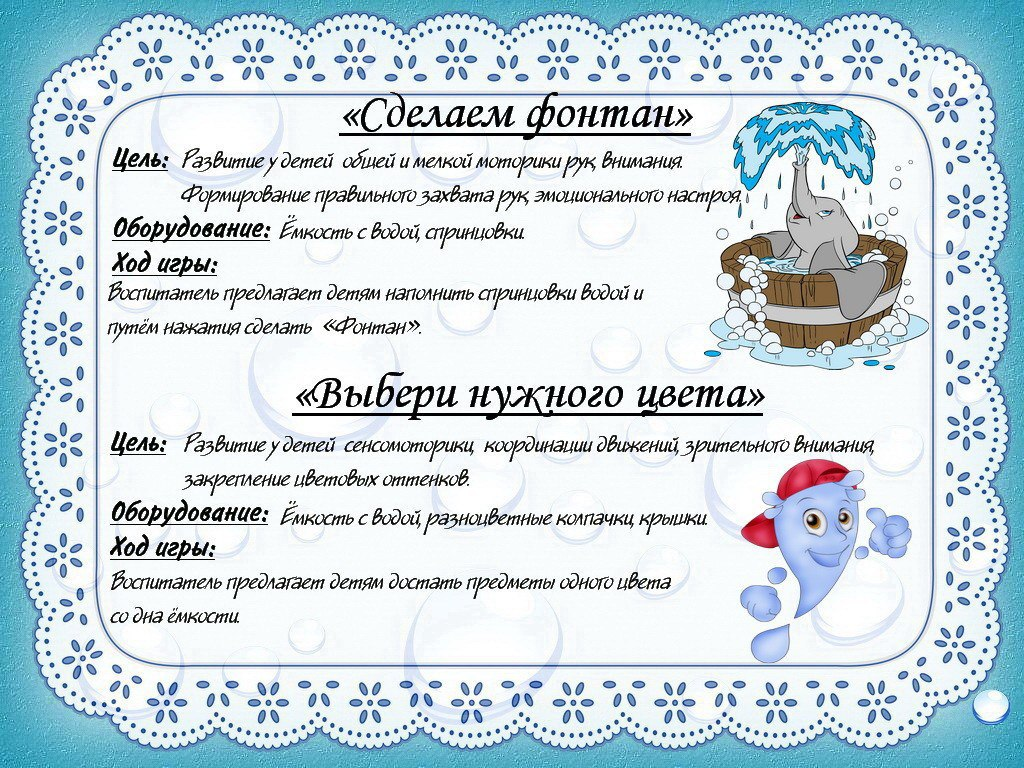 «Сделаем фонтан»
Цель: Развитие у детей общей и мелкой моторики рук, внимания.
Формирование правильного захвата рук, эмоционального настроя.
Оборудование: Ёмкость с водой, спринцовки.
Ход игры:
Воспитатель предлагает детям наполнить спринцовки водой и
путём нажатия сделать «Фонтан».
«Выбери нужного цвета»
Цель: Развитие у детей сенсомоторики, координации движений, зрительного внимания,
закрепление цветовых оттенков.
Оборудование: Ёмкость с водой, разноцветные колпачки, крышки.
Ход игры:
Воспитатель предлагает детям достать предметы одного цвета
со дна ёмкости.